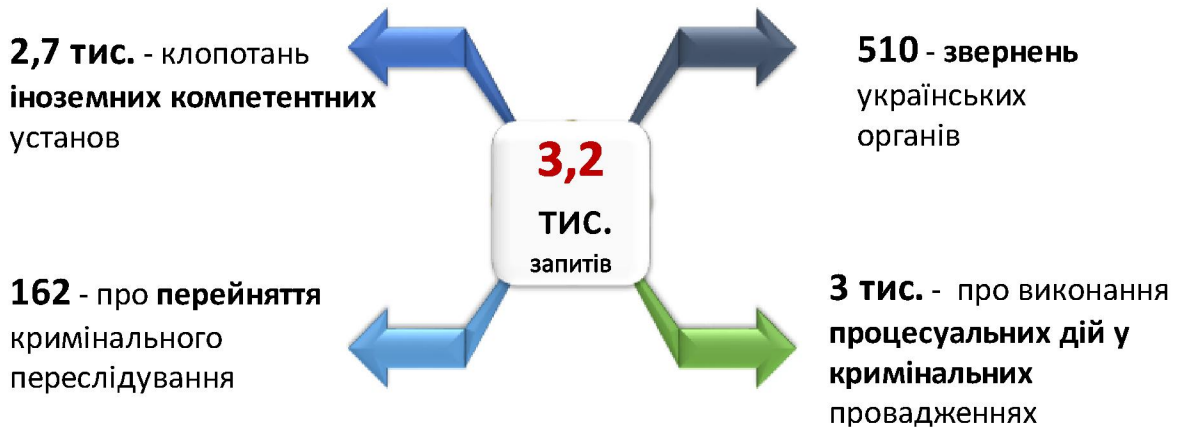 2,7 тис. - клопотань
іноземних компетентних
установ
510 - звернень
українських
органів
3,2
тис.
запитів
162 - про перейняття
кримінального
переслідування
3 тис. - про виконання
процесуальних дій у
кримінальних
провадженнях